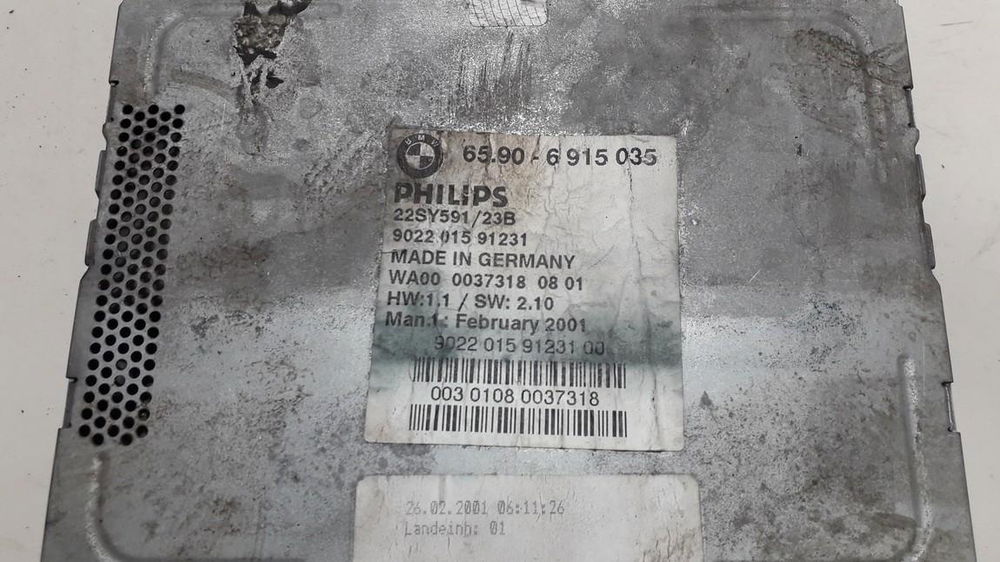 BMW 65.90 - 6 915 035
PHILIPS
22SY591/23B
9022 015 91231
MADE IN GERMANY
WA00 0037318 08 01
HW:1.1 / SW: 2.10
Man.: February 2001
9022 015 91231 00
003 0108 0037318
26.02.2001 06:11:26
Landeinh: 01